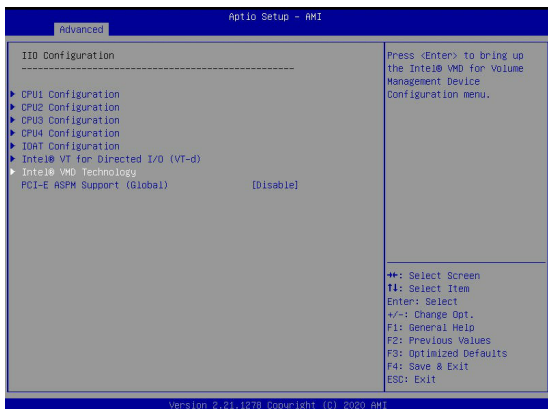 Aptio Setup - AMI
Advanced
IIO Configuration
--------------------------------------------------
CPU1 Configuration
CPU2 Configuration
CPU3 Configuration
CPU4 Configuration
IOAT Configuration
Intel® VT for Directed I/O (VT-d)
Intel® VMD Technology
PCI-E ASPM Support (Global) [Disable]
Press <Enter> to bring up
the Intel® VMD for Volume
Management Device
Configuration menu.
→←: Select Screen
↑↓: Select Item
Enter: Select
+/-: Change Opt.
F1: General Help
F2: Previous Values
F3: Optimized Defaults
F4: Save & Exit
ESC: Exit
Version 2.21.1278 Copyright (C) 2020 AMI